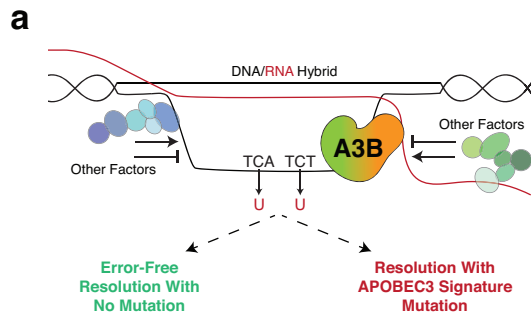 a
DNA/RNA Hybrid
Other Factors
A3B
Other Factors
TCA TCT
U U
Error-Free
Resolution With
No Mutation
Resolution With
APOBEC3 Signature
Mutation